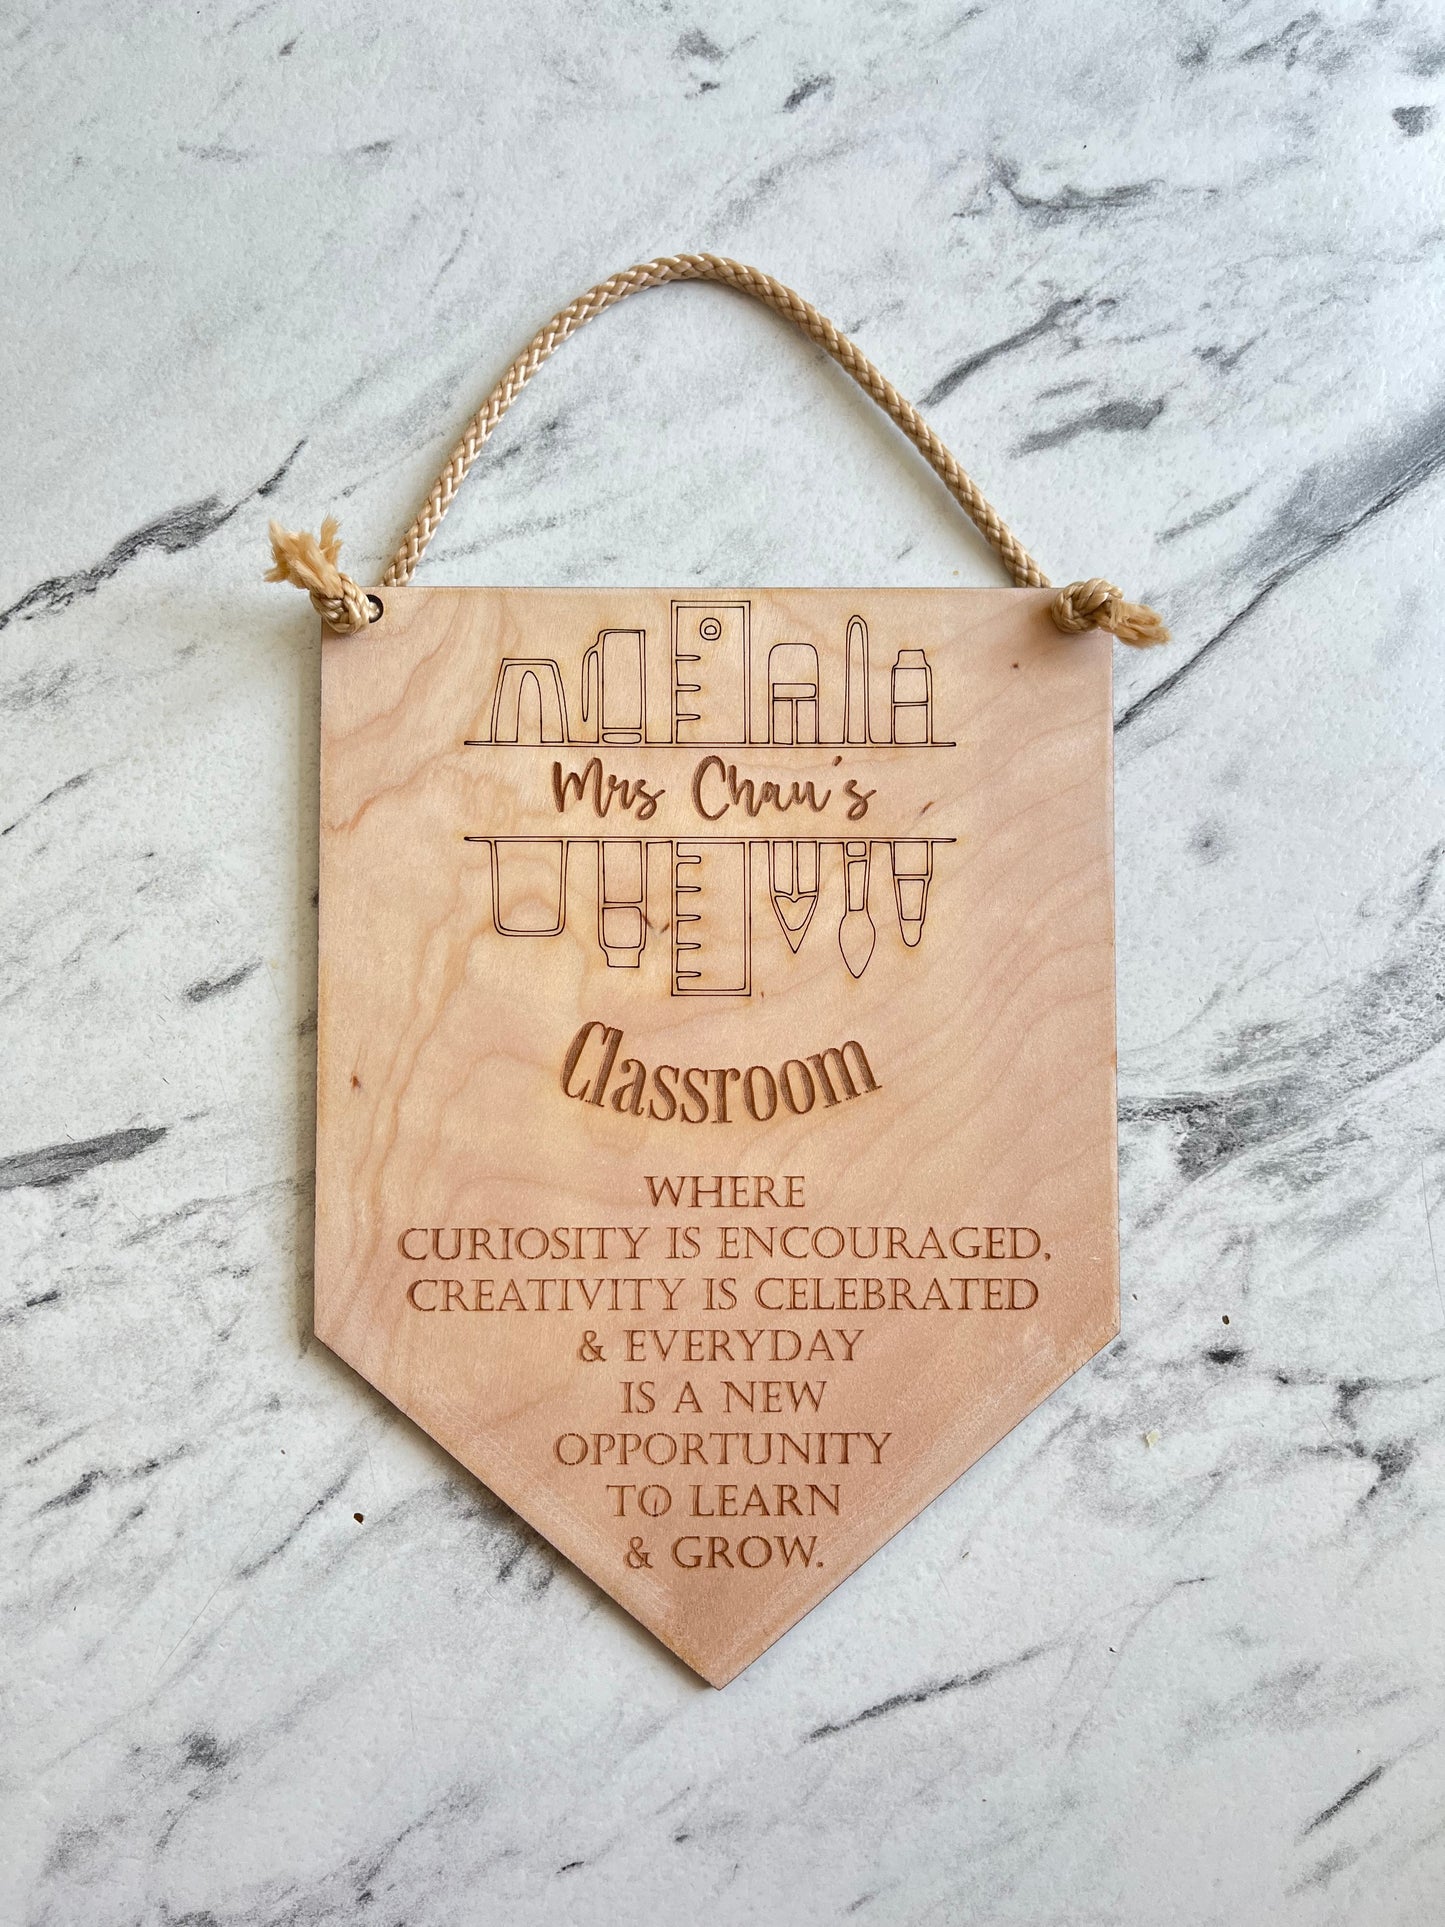 Mrs Chau's
Classroom
WHERE
CURIOSITY IS ENCOURAGED,
CREATIVITY IS CELEBRATED
& EVERYDAY
IS A NEW
OPPORTUNITY
TO LEARN
& GROW.